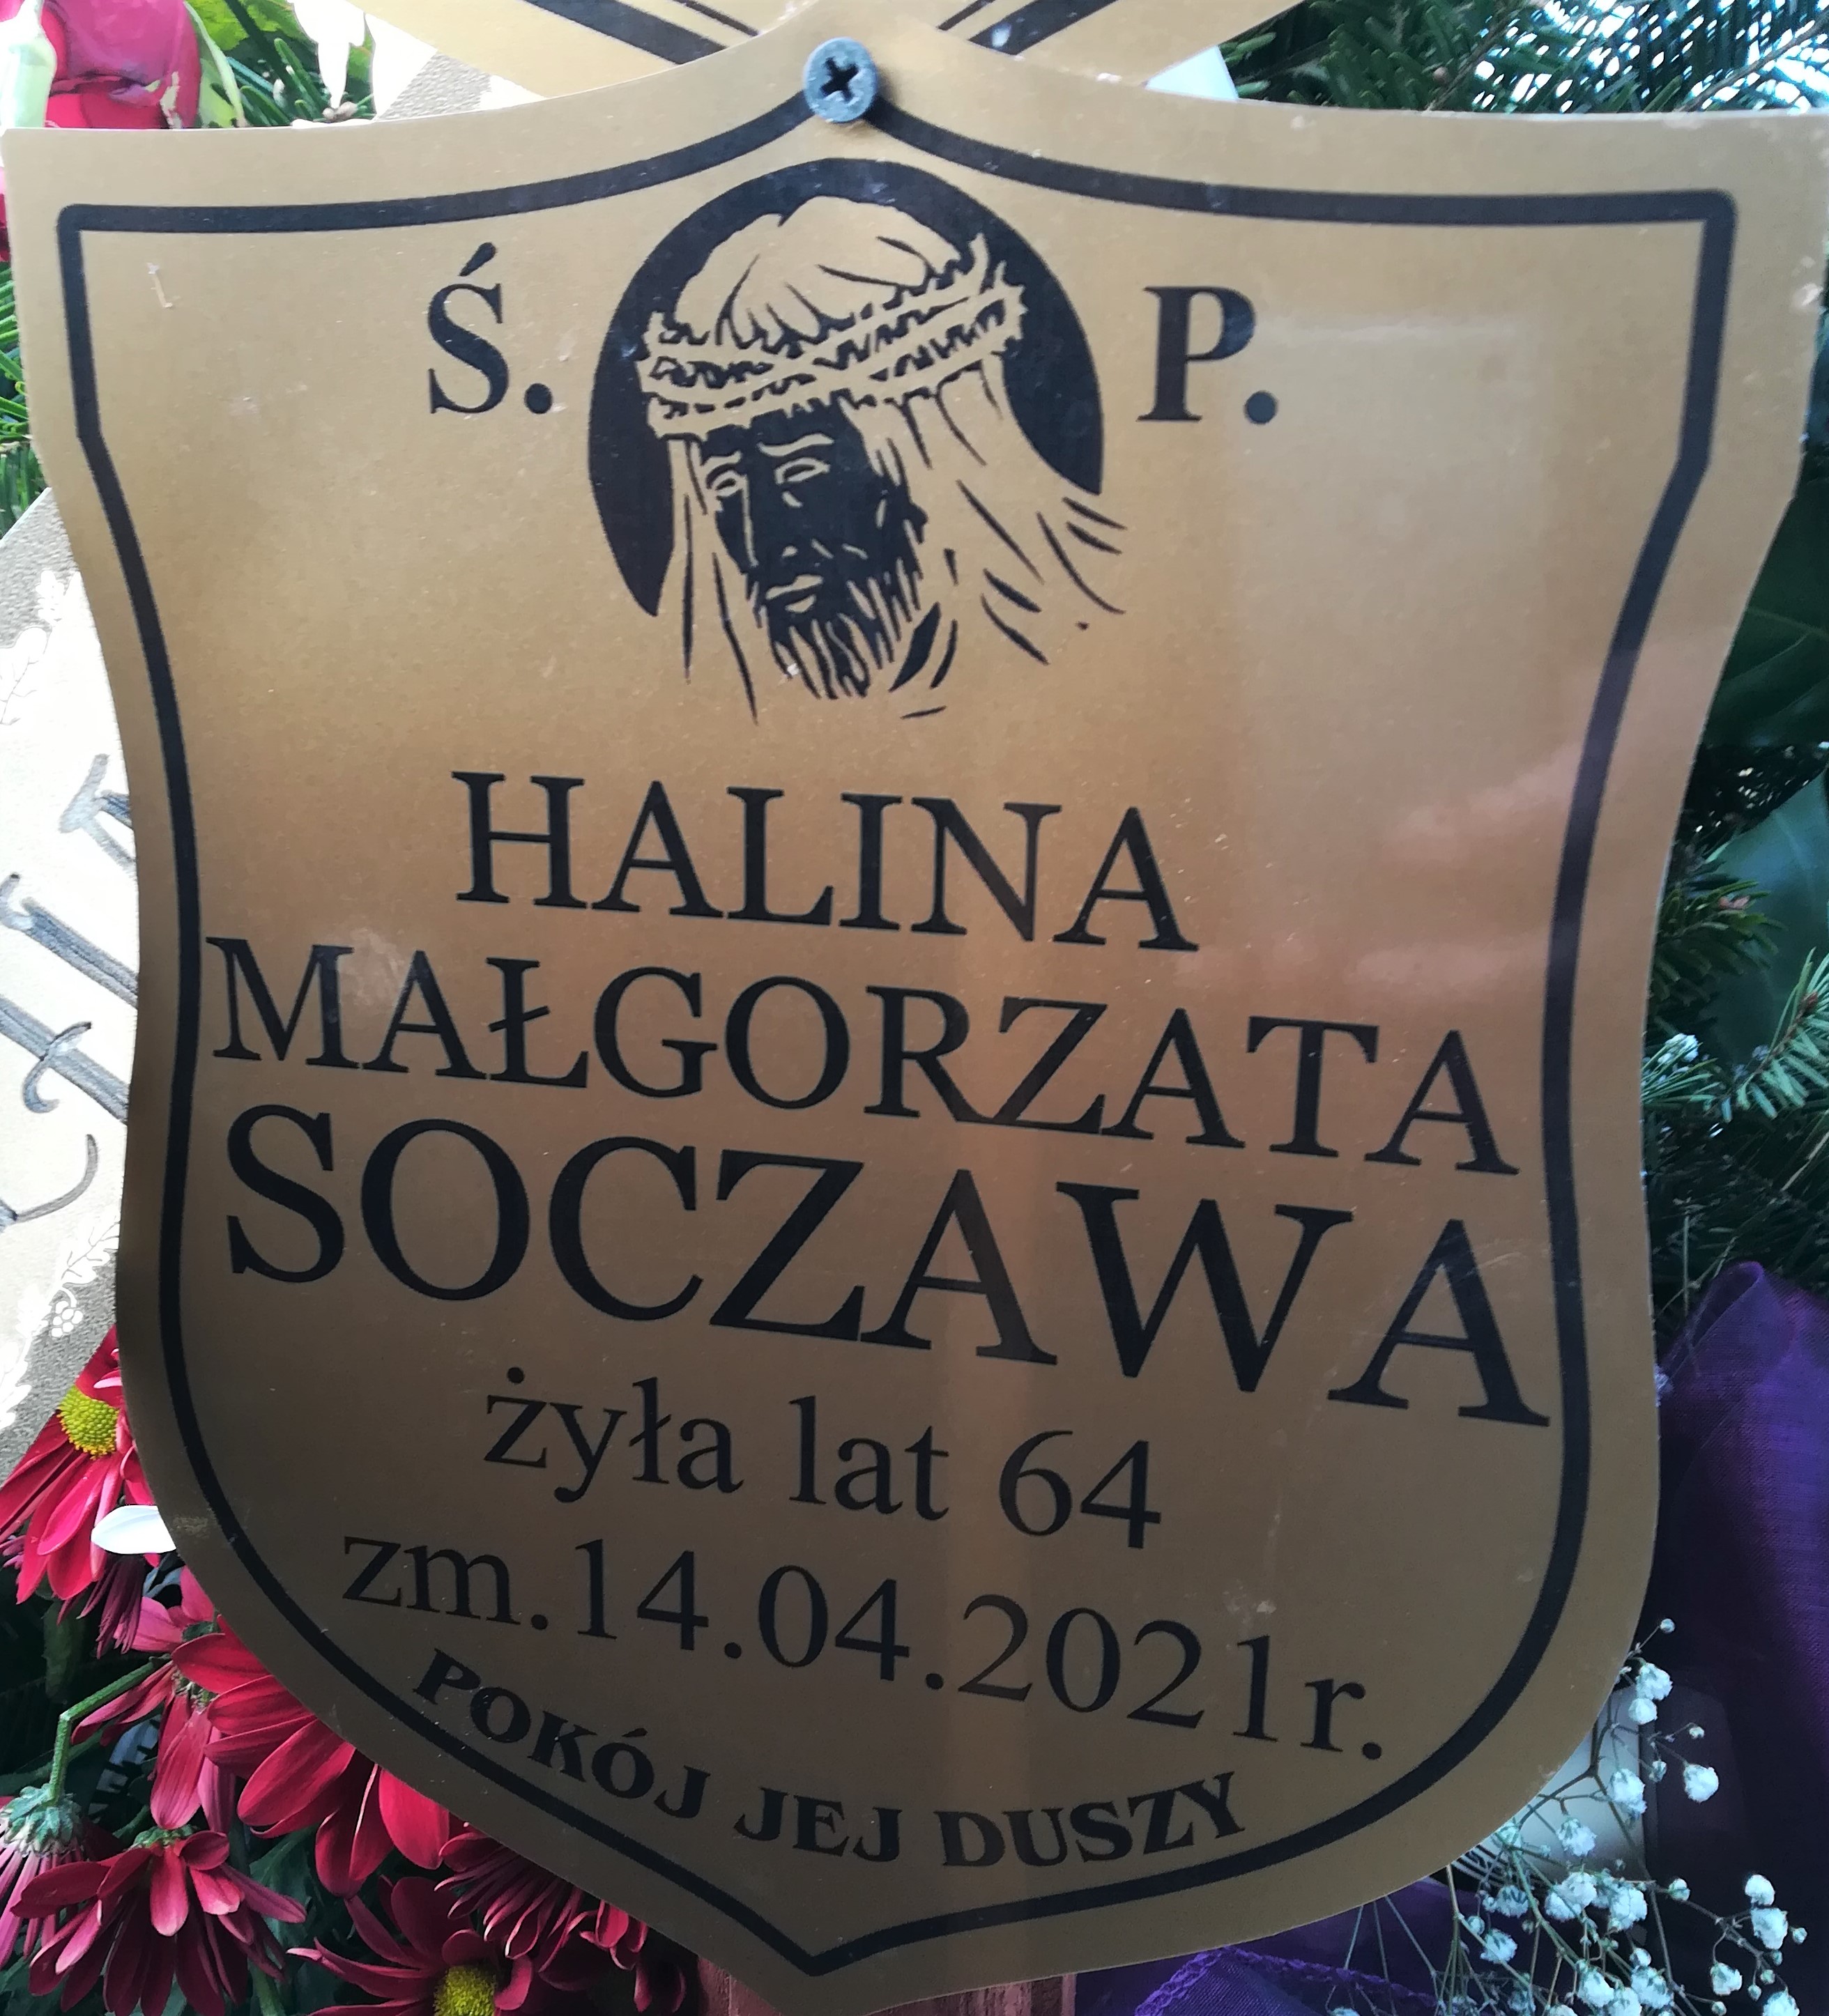 Ś. P.
HALINA
MAŁGORZATA
SOCZAWA
żyła lat 64
zm.14.04.2021r.
POKÓJ JEJ DUSZY